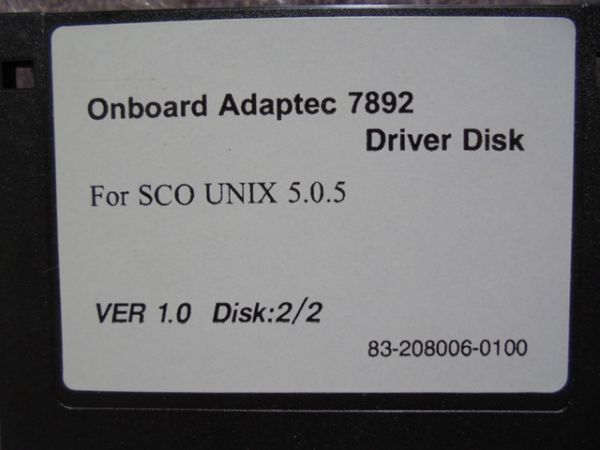 Onboard Adaptec 7892
Driver Disk
For SCO UNIX 5.0.5
VER 1.0 Disk:2/2
83-208006-0100